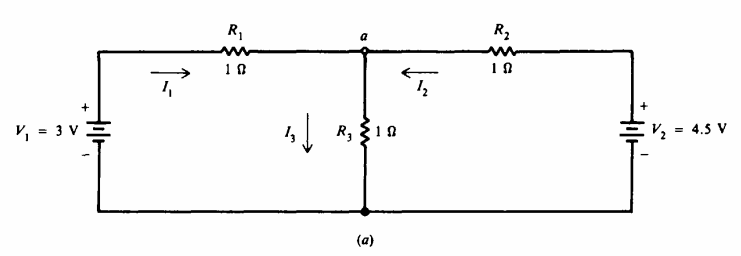 R₁ a R₂
1 Ω 1 Ω
I₁ I₂
+ +
V₁ = 3 V I₃ R₃ 1 Ω V₂ = 4.5 V
− −
(a)